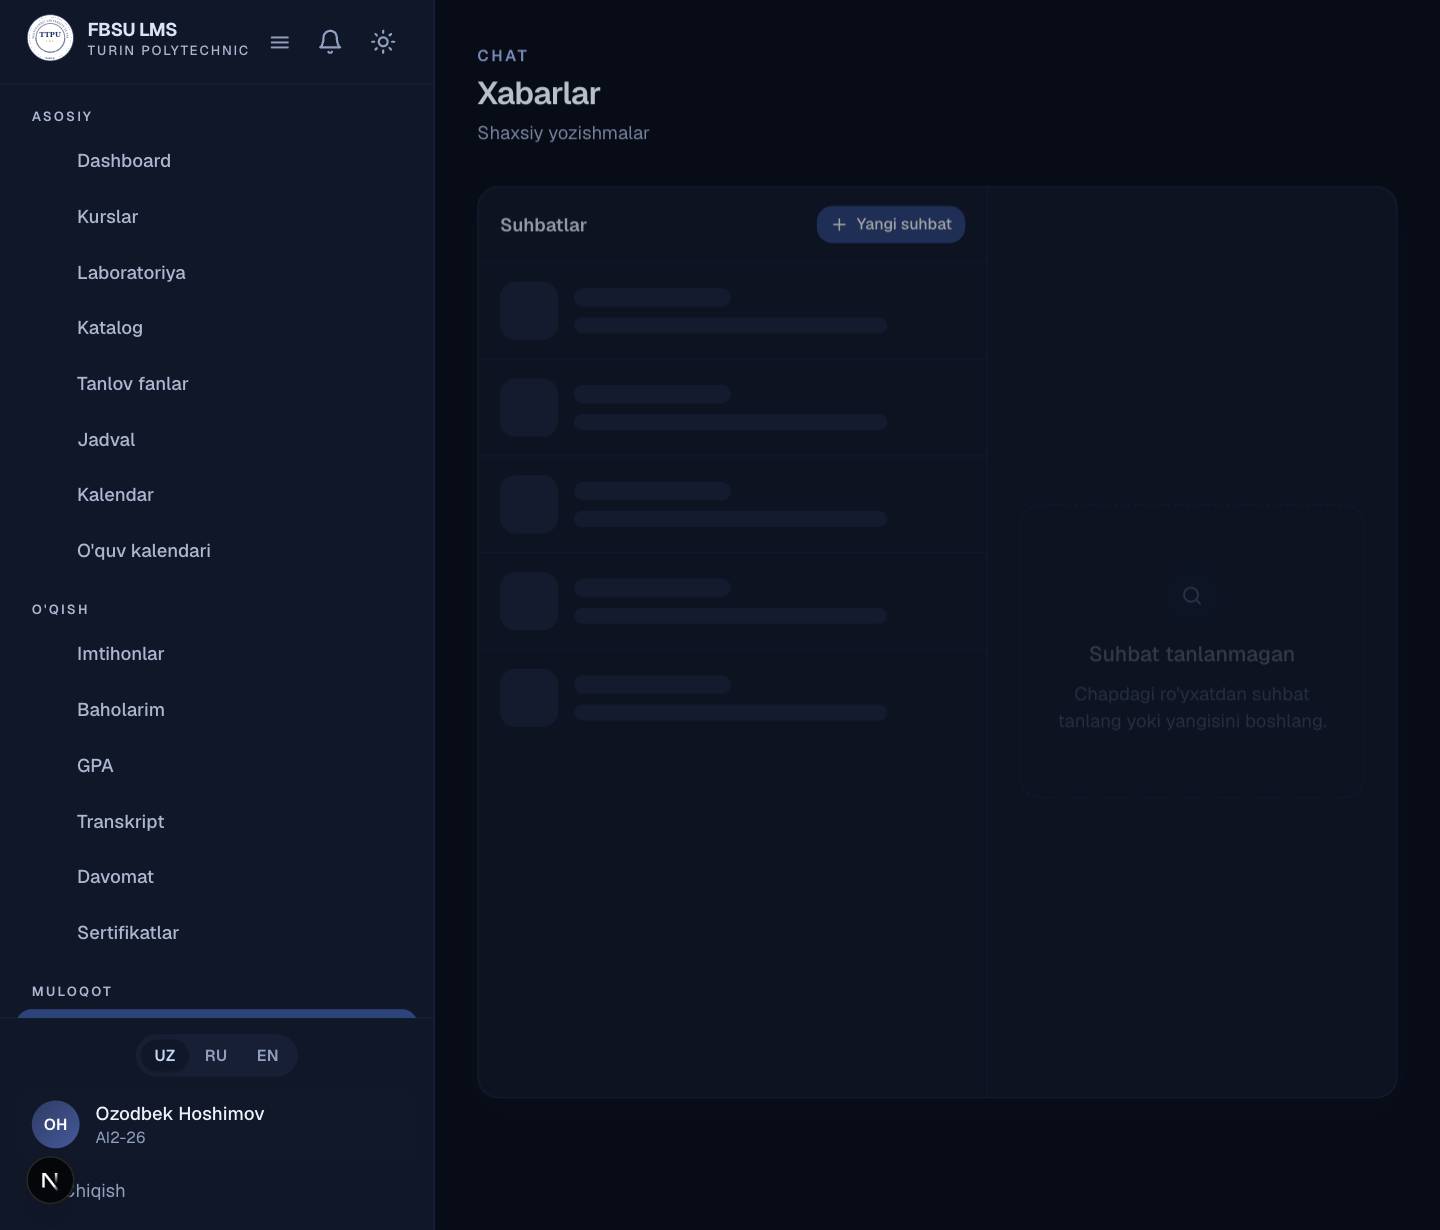 TTPU
FBSU LMS
TURIN POLYTECHNIC
ASOSIY
Dashboard
Kurslar
Laboratoriya
Katalog
Tanlov fanlar
Jadval
Kalendar
O'quv kalendari
O'QISH
Imtihonlar
Baholarim
GPA
Transkript
Davomat
Sertifikatlar
MULOQOT
UZ RU EN
OH
Ozodbek Hoshimov
AI2-26
N
hiqish
CHAT
Xabarlar
Shaxsiy yozishmalar
Suhbatlar
Yangi suhbat
Suhbat tanlanmagan
Chapdagi ro'yxatdan suhbat
tanlang yoki yangisini boshlang.